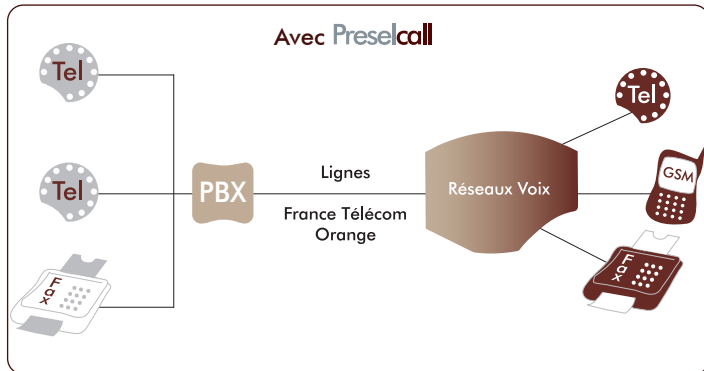 Avec Preselcall
Tel
Tel
Fax
PBX
Lignes
France Télécom
Orange
Réseaux Voix
Tel
GSM
Fax